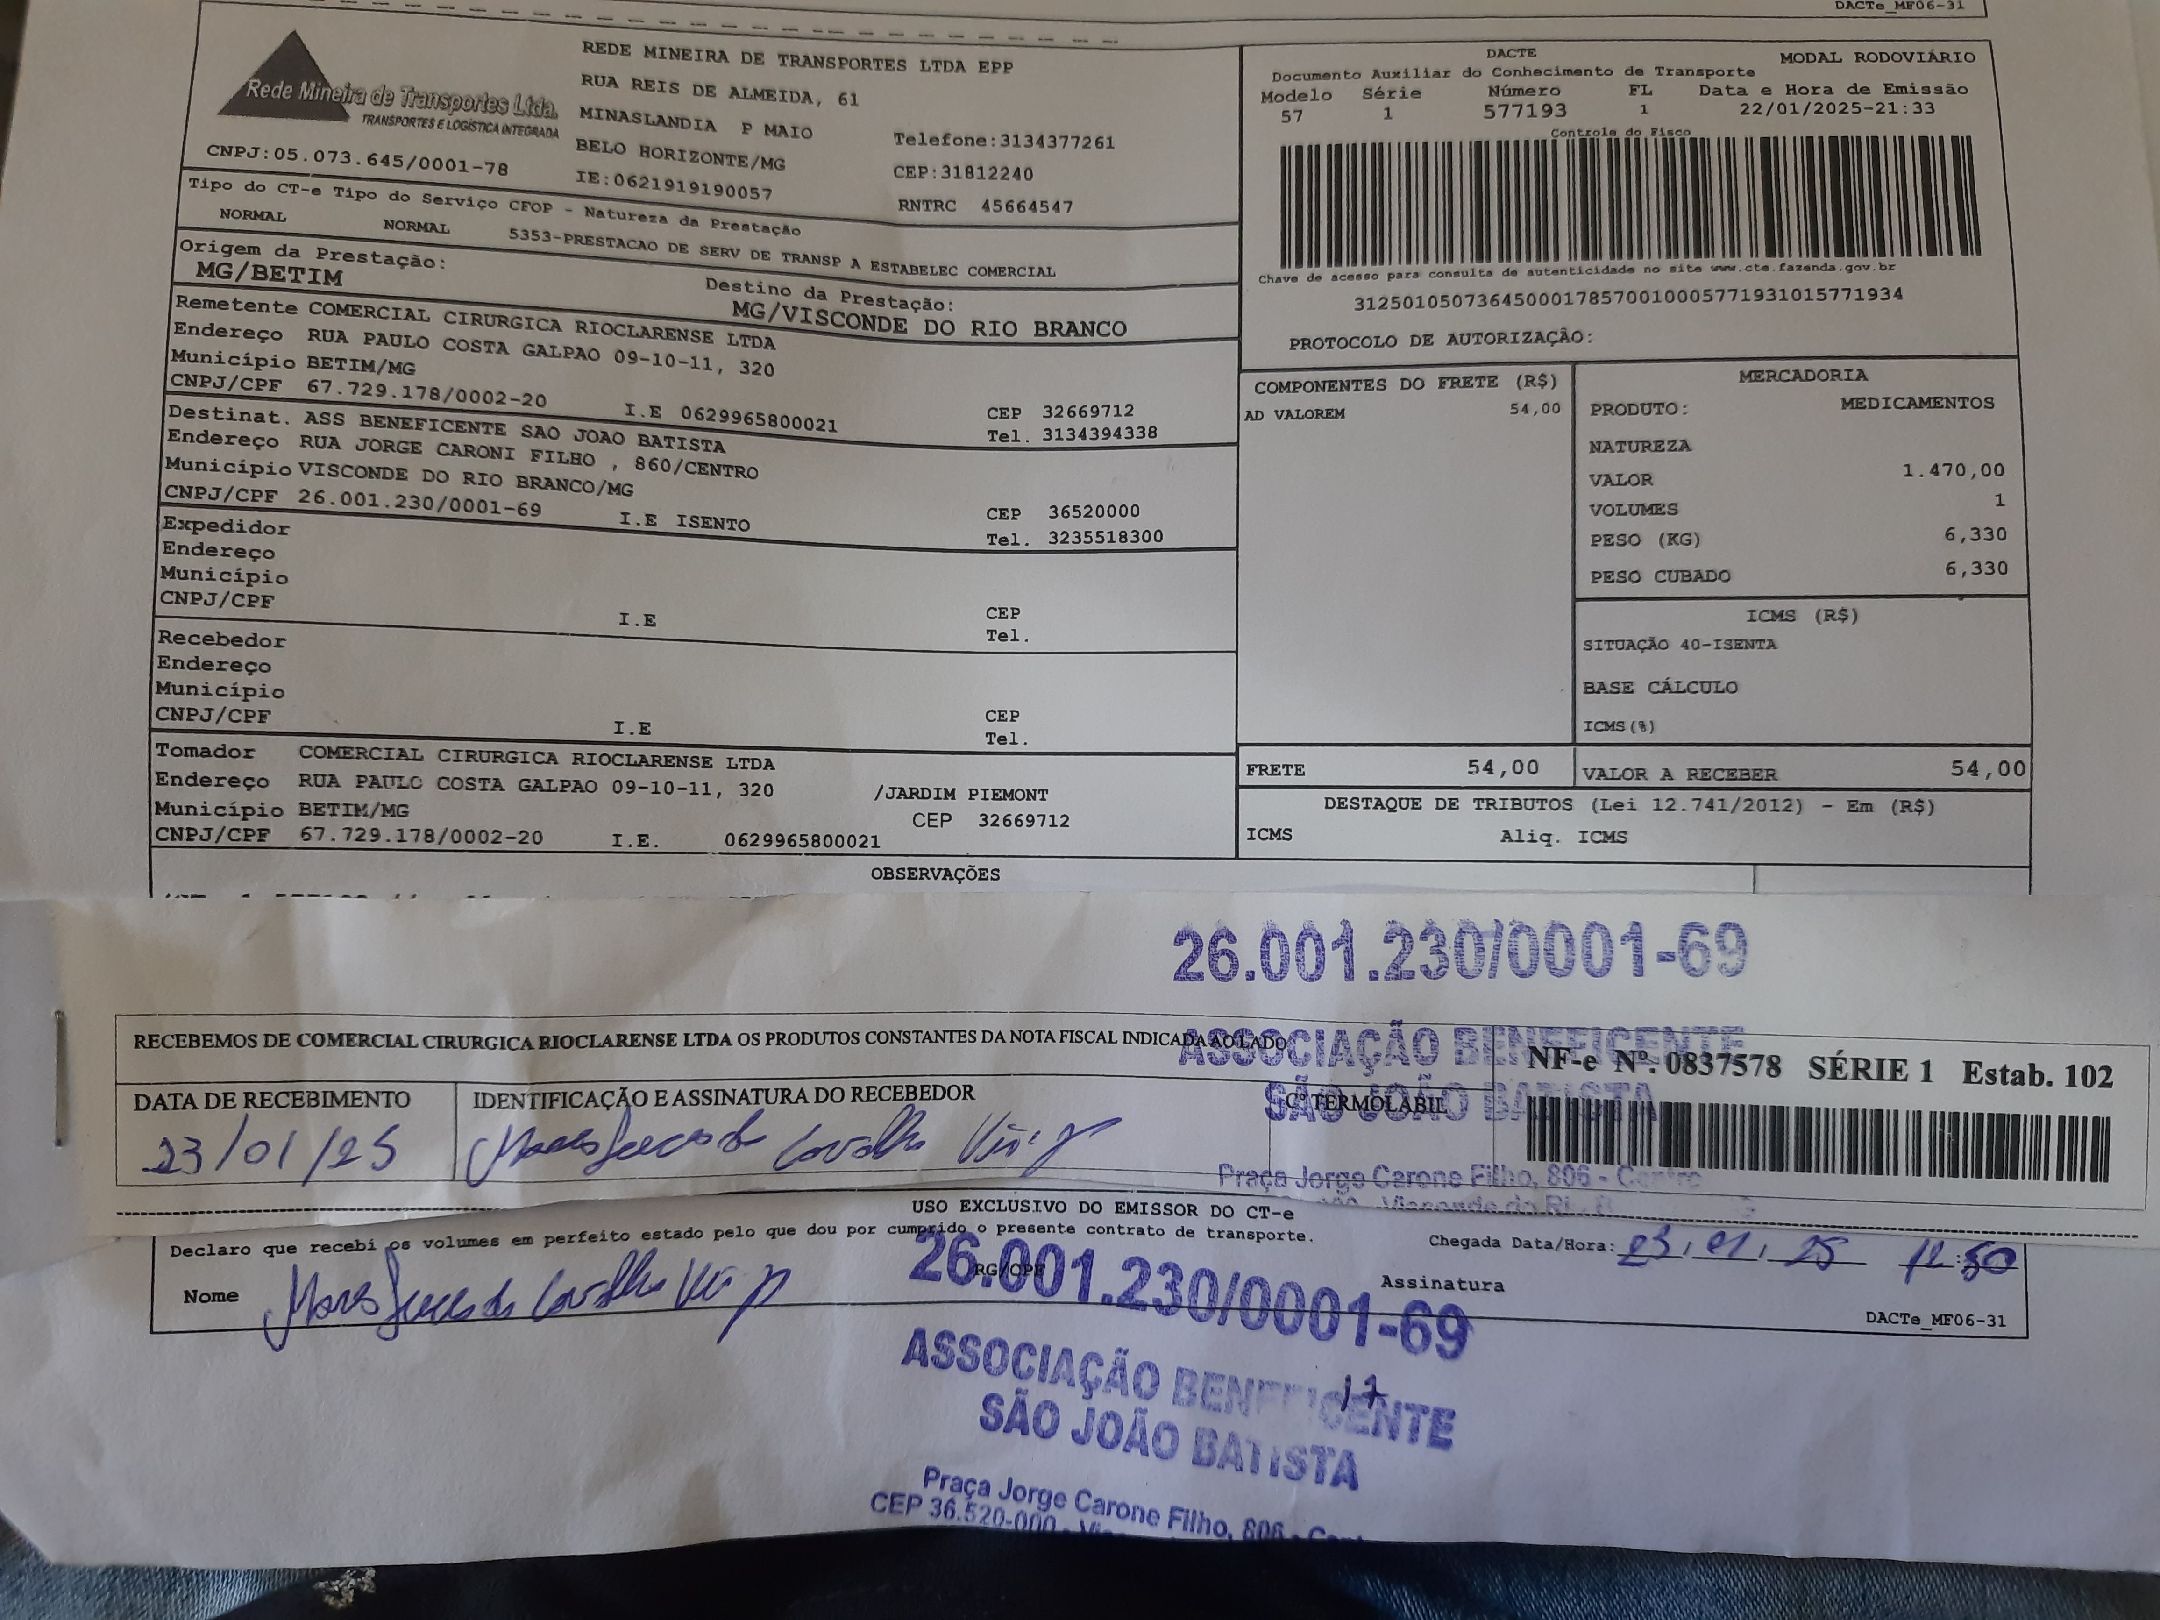 DACTe_MF06-31
Rede Mineira de Transportes Ltda.
TRANSPORTES E LOGÍSTICA INTEGRADA
CNPJ:05.073.645/0001-78
REDE MINEIRA DE TRANSPORTES LTDA EPP
RUA REIS DE ALMEIDA, 61
MINASLANDIA P MAIO
BELO HORIZONTE/MG
IE:0621919190057
Telefone:3134377261
CEP:31812240
RNTRC 45664547
DACTE MODAL RODOVIÁRIO
Documento Auxiliar do Conhecimento de Transporte
Modelo Série Número FL Data e Hora de Emissão
57 1 577193 1 22/01/2025-21:33
Controle do Fisco
Chave de acesso para consulta de autenticidade no site www.cte.fazenda.gov.br
31250105073645000178570010005771931015771934
PROTOCOLO DE AUTORIZAÇÃO:
Tipo do CT-e Tipo do Serviço CFOP - Natureza da Prestação
NORMAL NORMAL 5353-PRESTACAO DE SERV DE TRANSP A ESTABELEC COMERCIAL
Origem da Prestação: Destino da Prestação:
MG/BETIM MG/VISCONDE DO RIO BRANCO
Remetente COMERCIAL CIRURGICA RIOCLARENSE LTDA
Endereço RUA PAULO COSTA GALPAO 09-10-11, 320
Município BETIM/MG CEP 32669712
CNPJ/CPF 67.729.178/0002-20 I.E 0629965800021 Tel. 3134394338
Destinat. ASS BENEFICENTE SAO JOAO BATISTA
Endereço RUA JORGE CARONI FILHO , 860/CENTRO
Município VISCONDE DO RIO BRANCO/MG CEP 36520000
CNPJ/CPF 26.001.230/0001-69 I.E ISENTO Tel. 3235518300
Expedidor
Endereço
Município CEP
CNPJ/CPF I.E Tel.
Recebedor
Endereço
Município CEP
CNPJ/CPF I.E Tel.
Tomador COMERCIAL CIRURGICA RIOCLARENSE LTDA
Endereço RUA PAULO COSTA GALPAO 09-10-11, 320 /JARDIM PIEMONT
Município BETIM/MG CEP 32669712
CNPJ/CPF 67.729.178/0002-20 I.E. 0629965800021
COMPONENTES DO FRETE (R$)
AD VALOREM 54,00
MERCADORIA
PRODUTO: MEDICAMENTOS
NATUREZA
VALOR 1.470,00
VOLUMES 1
PESO (KG) 6,330
PESO CUBADO 6,330
ICMS (R$)
SITUAÇÃO 40-ISENTA
BASE CÁLCULO
ICMS(%)
FRETE 54,00 VALOR A RECEBER 54,00
DESTAQUE DE TRIBUTOS (Lei 12.741/2012) - Em (R$)
ICMS Aliq. ICMS
OBSERVAÇÕES
26.001.230/0001-69
ASSOCIAÇÃO BENEFICENTE
SÃO JOÃO BATISTA
Praça Jorge Carone Filho, 806 - Centro
RECEBEMOS DE COMERCIAL CIRURGICA RIOCLARENSE LTDA OS PRODUTOS CONSTANTES DA NOTA FISCAL INDICADA AO LADO
NF-e Nº. 0837578 SÉRIE 1 Estab. 102
DATA DE RECEBIMENTO IDENTIFICAÇÃO E ASSINATURA DO RECEBEDOR Cº TERMOLABIL
23/01/25
USO EXCLUSIVO DO EMISSOR DO CT-e
Declaro que recebi os volumes em perfeito estado pelo que dou por cumprido o presente contrato de transporte.
Chegada Data/Hora: 23/01/25
Nome RG/CPF Assinatura
DACTe_MF06-31
26.001.230/0001-69
ASSOCIAÇÃO BENEFICENTE
17
SÃO JOÃO BATISTA
Praça Jorge Carone Filho, 806
CEP 36.520-000